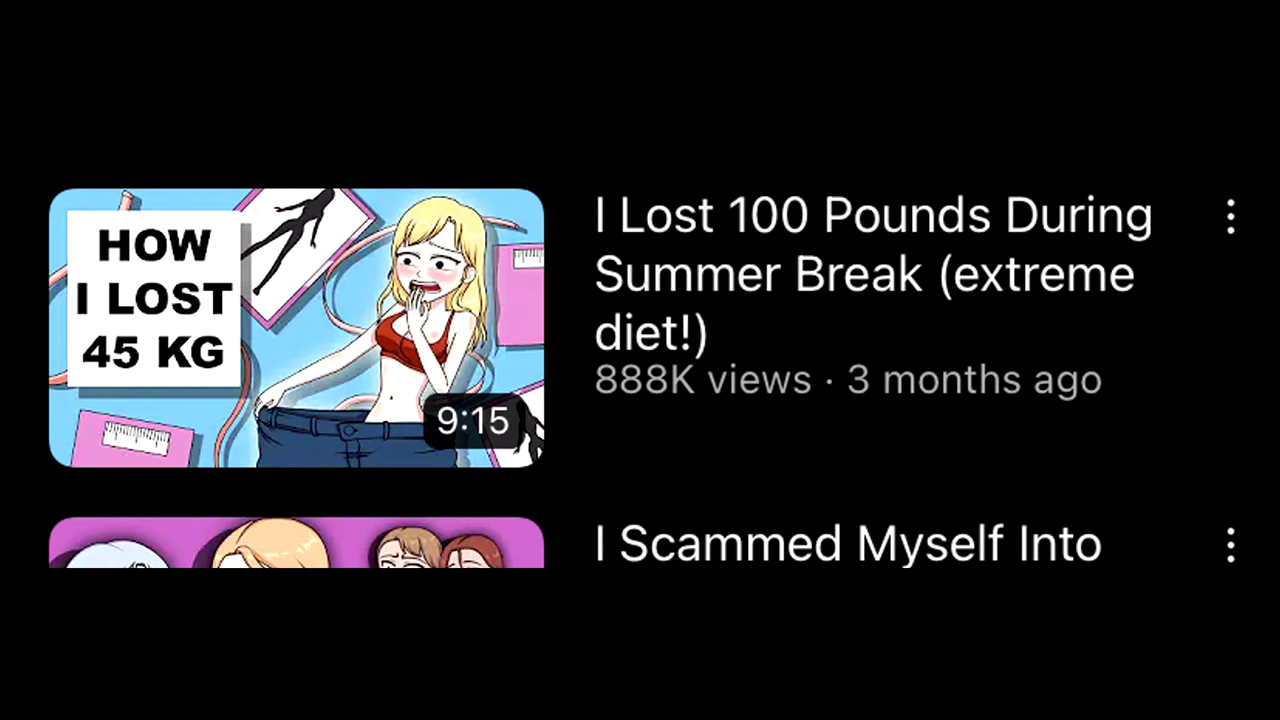 HOW
I LOST
45 KG
9:15
I Lost 100 Pounds During
Summer Break (extreme
diet!)
888K views · 3 months ago
I Scammed Myself Into